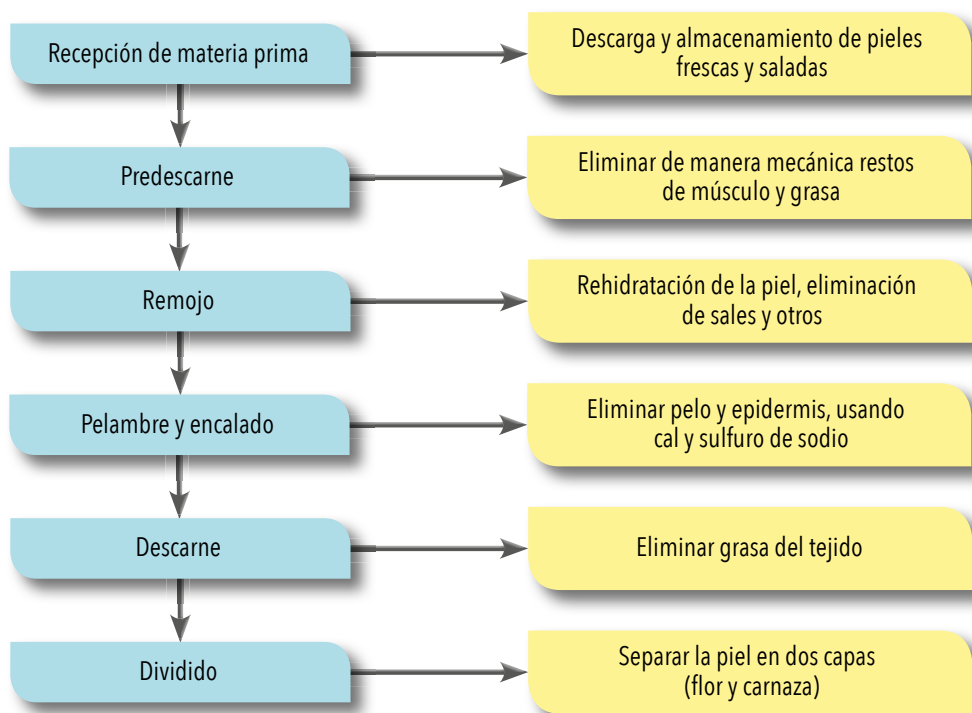 Recepción de materia prima
Descarga y almacenamiento de pieles
frescas y saladas
Predescarne
Eliminar de manera mecánica restos
de músculo y grasa
Remojo
Rehidratación de la piel, eliminación
de sales y otros
Pelambre y encalado
Eliminar pelo y epidermis, usando
cal y sulfuro de sodio
Descarne
Eliminar grasa del tejido
Dividido
Separar la piel en dos capas
(flor y carnaza)